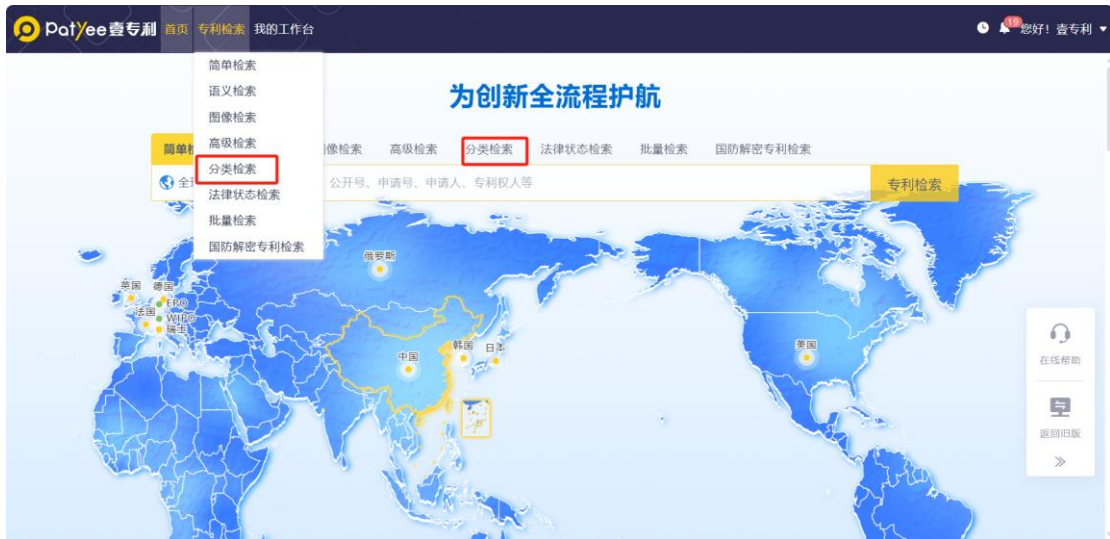 PatYee壹专利 首页 专利检索 我的工作台 19 您好！壹专利
简单检索
语义检索
图像检索
高级检索
分类检索
法律状态检索
批量检索
国防解密专利检索
为创新全流程护航
简单检 像检索 高级检索 分类检索 法律状态检索 批量检索 国防解密专利检索
全 公开号、申请号、申请人、专利权人等 专利检索
俄罗斯
英国 德国
EPO
法国 WIPO
瑞士
中国
韩国 日本
美国
在线帮助
返回旧版